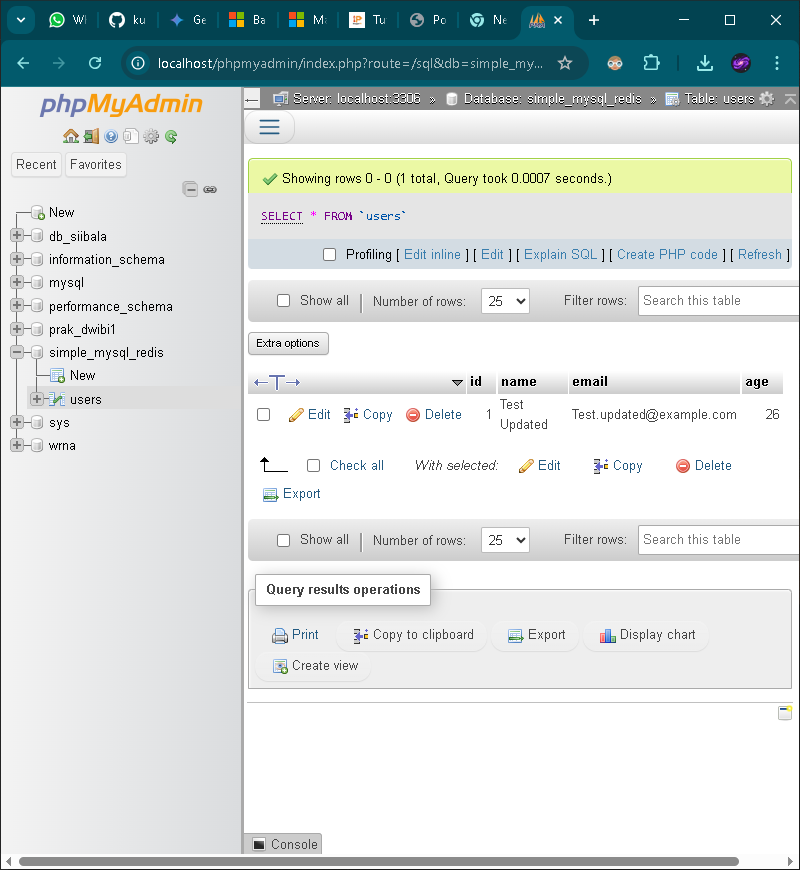 Wh
ku
Ge
Ba
Ma
Tu
Po
Ne
localhost/phpmyadmin/index.php?route=/sql&db=simple_my...
phpMyAdmin
Recent
Favorites
New
db_siibala
information_schema
mysql
performance_schema
prak_dwibi1
simple_mysql_redis
New
users
sys
wrna
Server: localhost:3306 » Database: simple_mysql_redis » Table: users
Showing rows 0 - 0 (1 total, Query took 0.0007 seconds.)
SELECT * FROM `users`
Profiling [ Edit inline ] [ Edit ] [ Explain SQL ] [ Create PHP code ] [ Refresh ]
Show all | Number of rows: 25 Filter rows: Search this table
Extra options
←T→ id name email age
Edit Copy Delete 1 Test Updated Test.updated@example.com 26
Check all With selected: Edit Copy Delete
Export
Show all | Number of rows: 25 Filter rows: Search this table
Query results operations
Print Copy to clipboard Export Display chart
Create view
Console